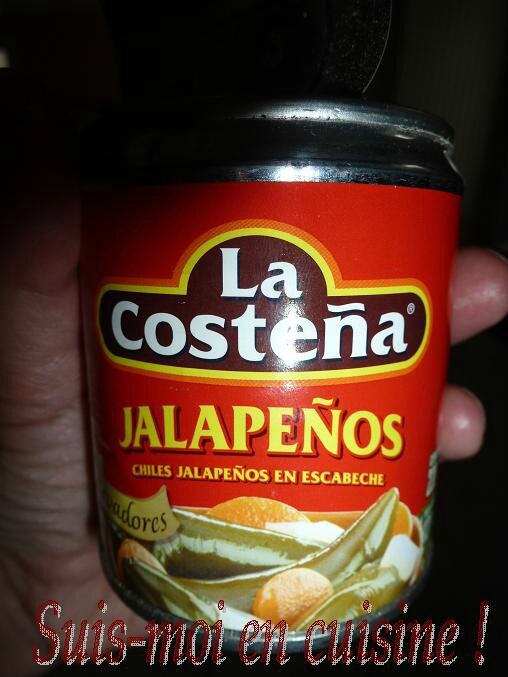 La
Costeña®
JALAPEÑOS
CHILES JALAPEÑOS EN ESCABECHE
Suis-moi en cuisine !